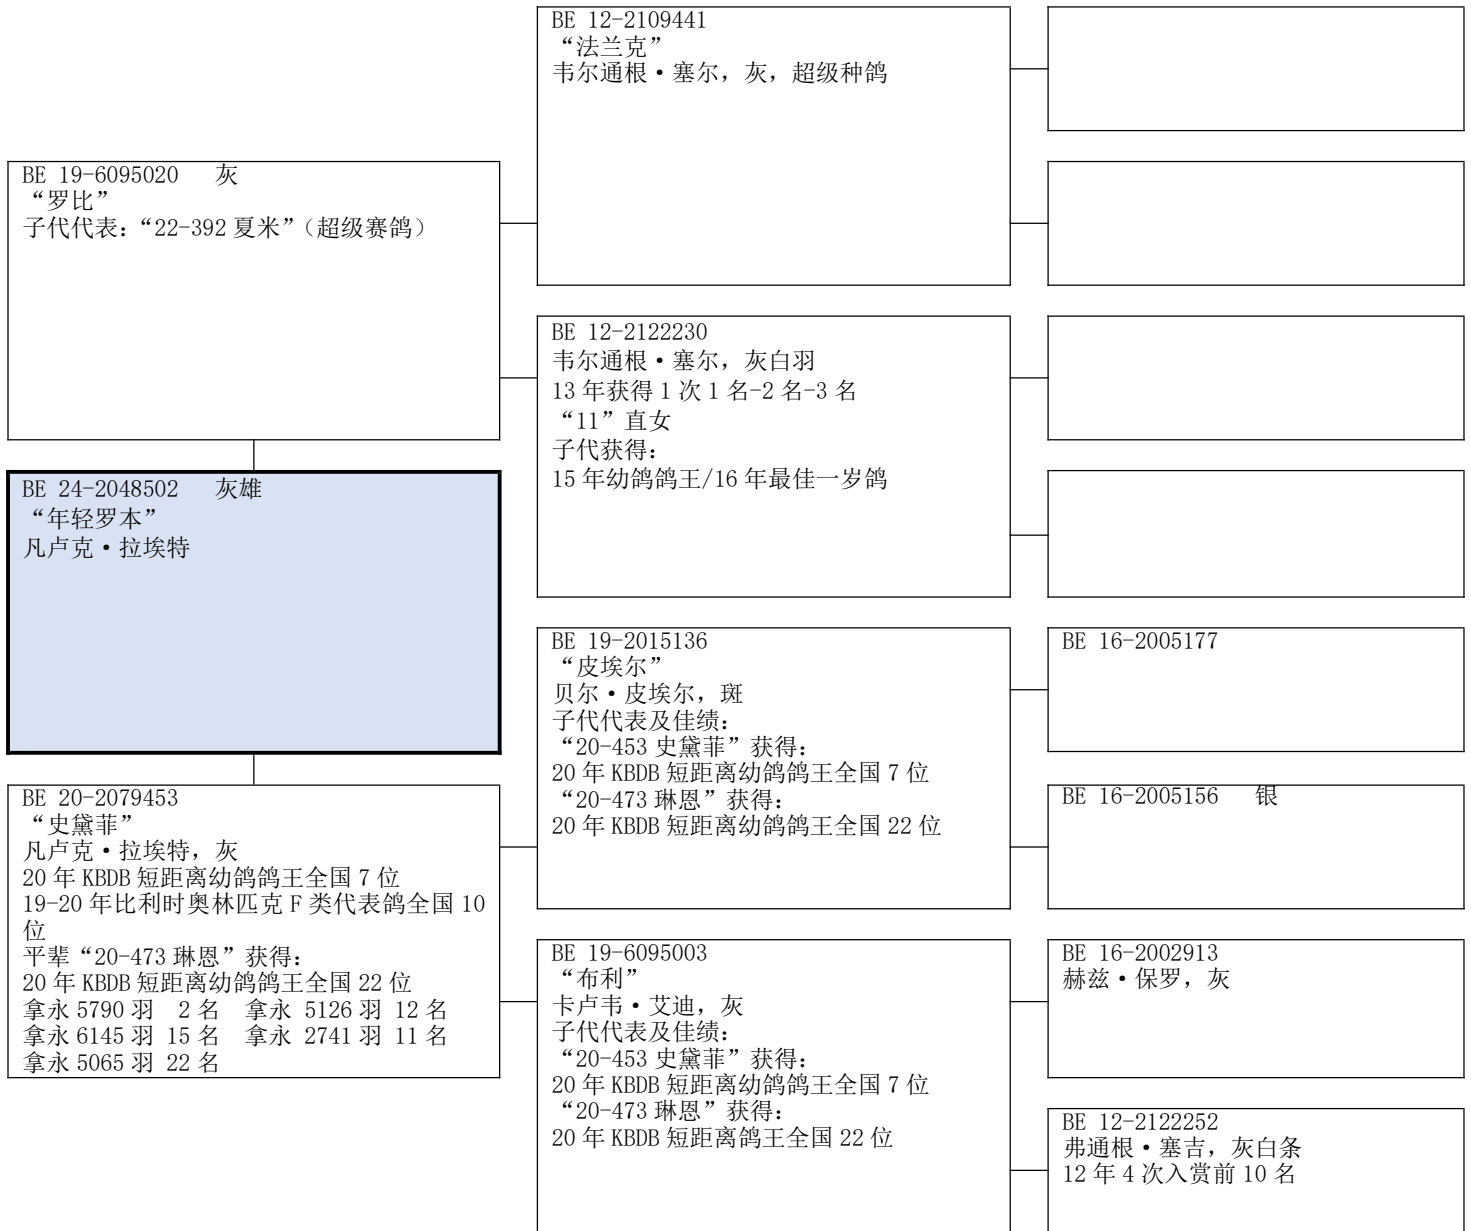 BE 12-2109441
“法兰克”
韦尔通根·塞尔，灰，超级种鸽
BE 19-6095020 灰
“罗比”
子代代表：“22-392 夏米”（超级赛鸽）
BE 12-2122230
韦尔通根·塞尔，灰白羽
13 年获得 1 次 1 名-2 名-3 名
“11”直女
子代获得：
15 年幼鸽鸽王/16 年最佳一岁鸽
BE 24-2048502 灰雄
“年轻罗本”
凡卢克·拉埃特
BE 19-2015136
“皮埃尔”
贝尔·皮埃尔，斑
子代代表及佳绩：
“20-453 史黛菲”获得：
20 年 KBDB 短距离幼鸽鸽王全国 7 位
“20-473 琳恩”获得：
20 年 KBDB 短距离幼鸽鸽王全国 22 位
BE 16-2005177
BE 16-2005156 银
BE 20-2079453
“史黛菲”
凡卢克·拉埃特，灰
20 年 KBDB 短距离幼鸽鸽王全国 7 位
19-20 年比利时奥林匹克 F 类代表鸽全国 10
位
平辈“20-473 琳恩”获得：
20 年 KBDB 短距离幼鸽鸽王全国 22 位
拿永 5790 羽 2 名 拿永 5126 羽 12 名
拿永 6145 羽 15 名 拿永 2741 羽 11 名
拿永 5065 羽 22 名
BE 19-6095003
“布利”
卡卢韦·艾迪，灰
子代代表及佳绩：
“20-453 史黛菲”获得：
20 年 KBDB 短距离幼鸽鸽王全国 7 位
“20-473 琳恩”获得：
20 年 KBDB 短距离鸽王全国 22 位
BE 16-2002913
赫兹·保罗，灰
BE 12-2122252
弗通根·塞吉，灰白条
12 年 4 次入赏前 10 名